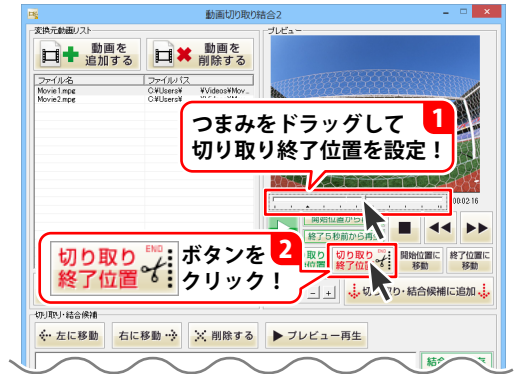 動画切り取り結合2
変換元動画リスト
プレビュー
動画を
追加する
動画を
削除する
ファイル名
ファイルパス
Movie1.mpg
C:¥Users¥
¥Videos¥Mov...
Movie2.mpg
C:¥Users¥
1
つまみをドラッグして
切り取り終了位置を設定！
00:02:16
終了5秒前から再生
切り取り
終了位置
END
ボタンを
クリック！
2
切り取り
終了位置
開始位置に
移動
終了位置に
移動
切り取り・結合候補に追加
切り取り・結合候補
左に移動
右に移動
削除する
プレビュー再生